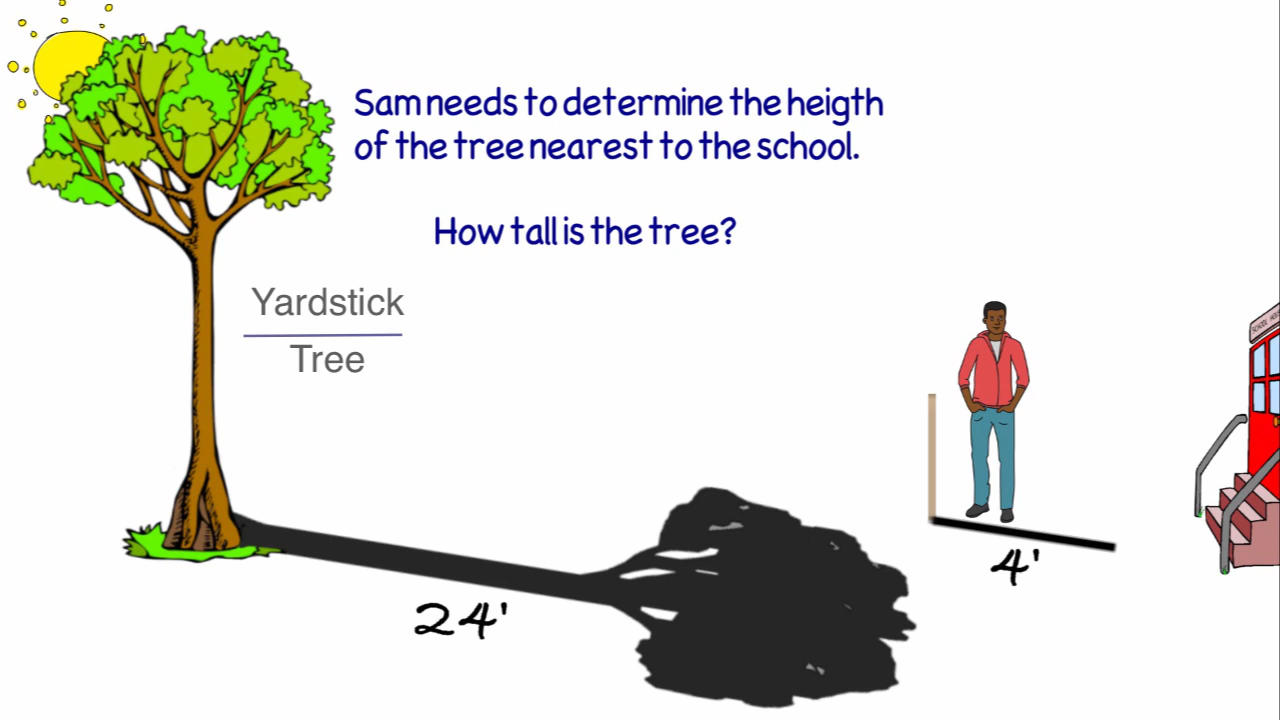 Sam needs to determine the heigth
of the tree nearest to the school.
How tall is the tree?
Yardstick
Tree
24'
4'